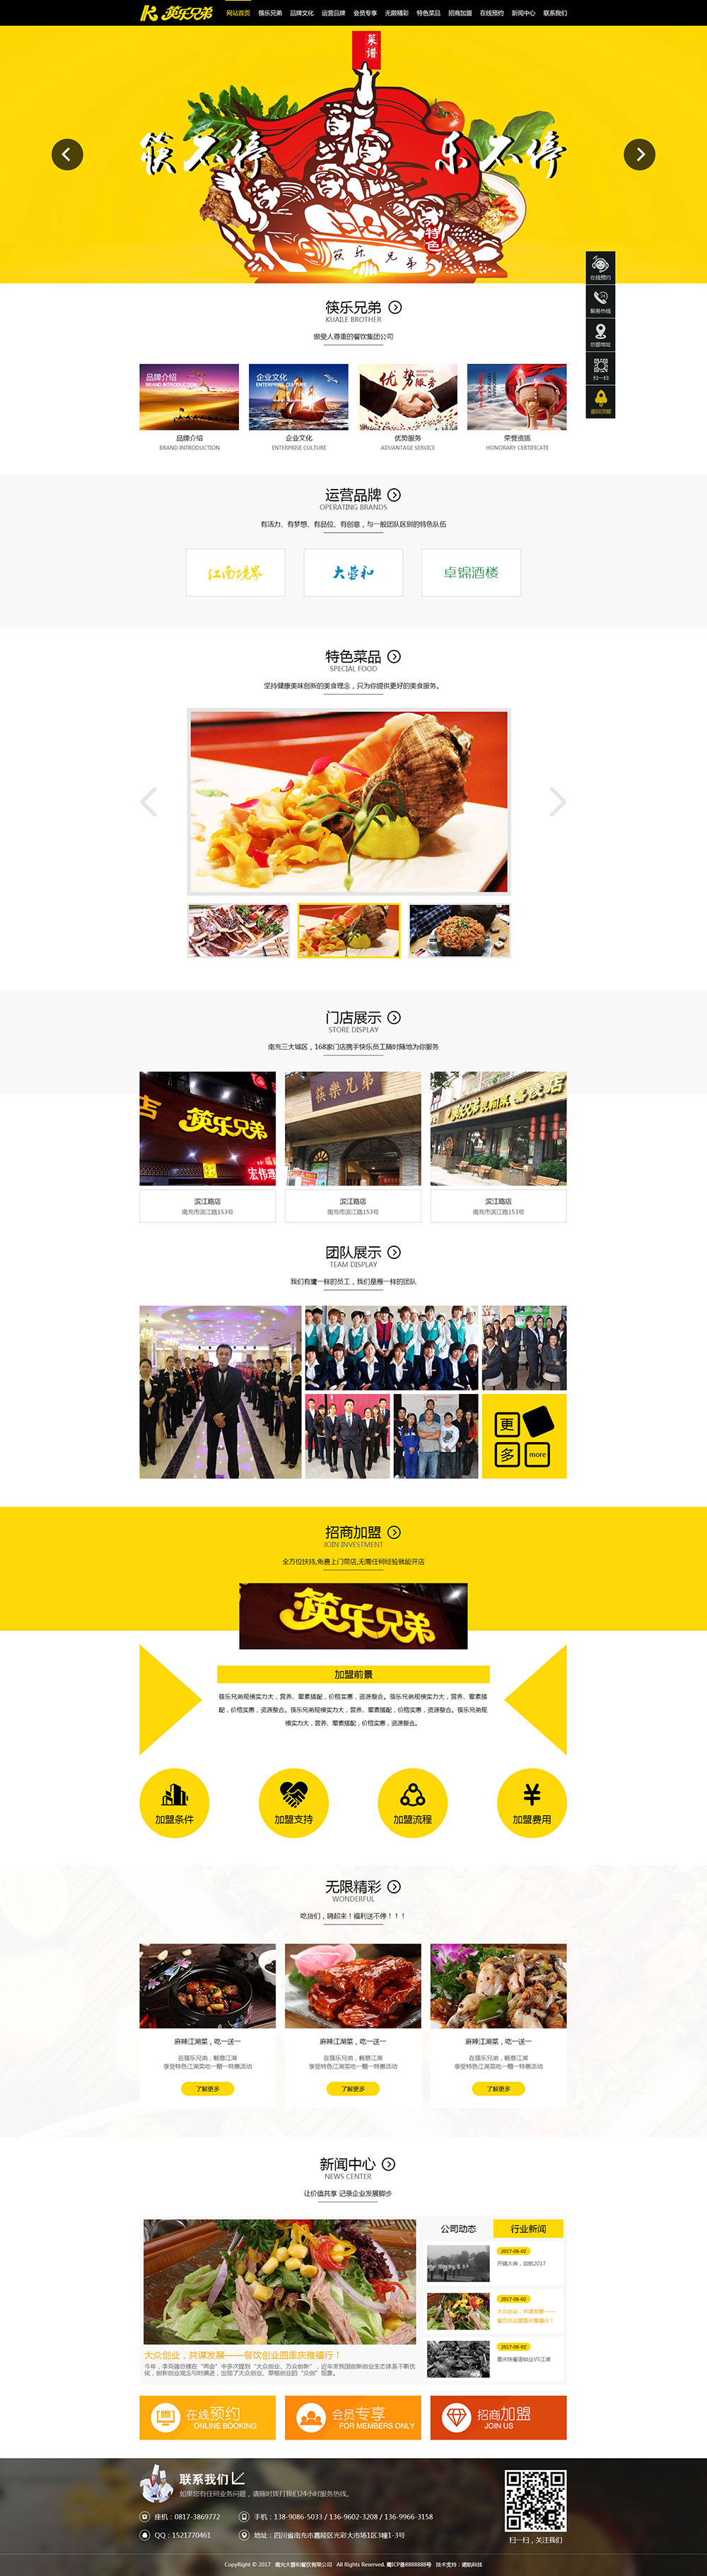 筷乐兄弟
网站首页 筷乐兄弟 品牌文化 运营品牌 会员专享 无限精彩 特色菜品 招商加盟 在线预约 新闻中心 联系我们
菜谱
筷不停 乐不停
特色
筷乐兄弟
在线预约
服务热线
总部地址
扫一扫
返回顶部
筷乐兄弟
KUAILE BROTHER
做受人尊重的餐饮集团公司
品牌介绍
BRAND INTRODUCTION
企业文化
ENTERPRISE CULTURE
优势服务
品牌介绍 企业文化 优势服务 荣誉资质
BRAND INTRODUCTION ENTERPRISE CULTURE ADVANTAGE SERVICE HONORARY CERTIFICATE
运营品牌
OPERATING BRANDS
有活力、有梦想、有品位、有创意，与一般团队区别的特色队伍
江南境界 大蓉和 卓锦酒楼
特色菜品
SPECIAL FOOD
坚持健康美味创新的美食理念，只为你提供更好的美食服务。
门店展示
STORE DISPLAY
南充三大城区，168家门店携手快乐员工随时随地为你服务
店 筷乐兄弟
筷樂兄弟
滨江路店 滨江路店 滨江路店
南充市滨江路153号 南充市滨江路153号 南充市滨江路153号
团队展示
TEAM DISPLAY
我们有鹰一样的员工，我们是雁一样的团队
更
多 more
招商加盟
JOIN INVESTMENT
全方位扶持,免费上门带店,无需任何经验就能开店
筷乐兄弟
加盟前景
筷乐兄弟规模实力大，营养、荤素搭配，价格实惠，资源整合。筷乐兄弟规模实力大，营养、荤素搭
配，价格实惠，资源整合。筷乐兄弟规模实力大，营养、荤素搭配，价格实惠，资源整合。筷乐兄弟规
模实力大，营养、荤素搭配，价格实惠，资源整合。
加盟条件 加盟支持 加盟流程 加盟费用
无限精彩
WONDERFUL
吃货们，嗨起来！福利送不停！！！
麻辣江湖菜，吃一送一 麻辣江湖菜，吃一送一 麻辣江湖菜，吃一送一
在筷乐兄弟，畅意江湖 在筷乐兄弟，畅意江湖 在筷乐兄弟，畅意江湖
享受特色江湖菜吃一赠一特惠活动 享受特色江湖菜吃一赠一特惠活动 享受特色江湖菜吃一赠一特惠活动
了解更多 了解更多 了解更多
新闻中心
NEWS CENTER
让价值共享 记录企业发展脚步
公司动态 行业新闻
2017-06-02
开锅大典，启航2017
2017-06-02
大众创业，共谋发展——
餐饮创业圈重庆雅福行！
2017-06-02
重庆快餐连锁业VS江湖
大众创业，共谋发展——餐饮创业圈重庆雅福行！
今年，李克强总理在“两会”中多次提到“大众创业、万众创新”，近年来我国创新创业生态体系不断优
化，创新创业观念与时俱进，出现了大众创业、草根创业的“众创”现象。
在线预约
ONLINE BOOKING
会员专享
FOR MEMBERS ONLY
招商加盟
JOIN US
联系我们
如果您有任何业务问题，请随时拨打我们24小时服务热线。
座机：0817-3869772 手机：138-9086-5033 / 136-9602-3208 / 136-9966-3158
QQ：1521770461 地址：四川省南充市嘉陵区光彩大市场1区3幢1-3号
扫一扫，关注我们
CopyRight © 2017 南充大蓉和餐饮有限公司 All Rights Reserved. 蜀ICP备8888888号 技术支持：诺航科技